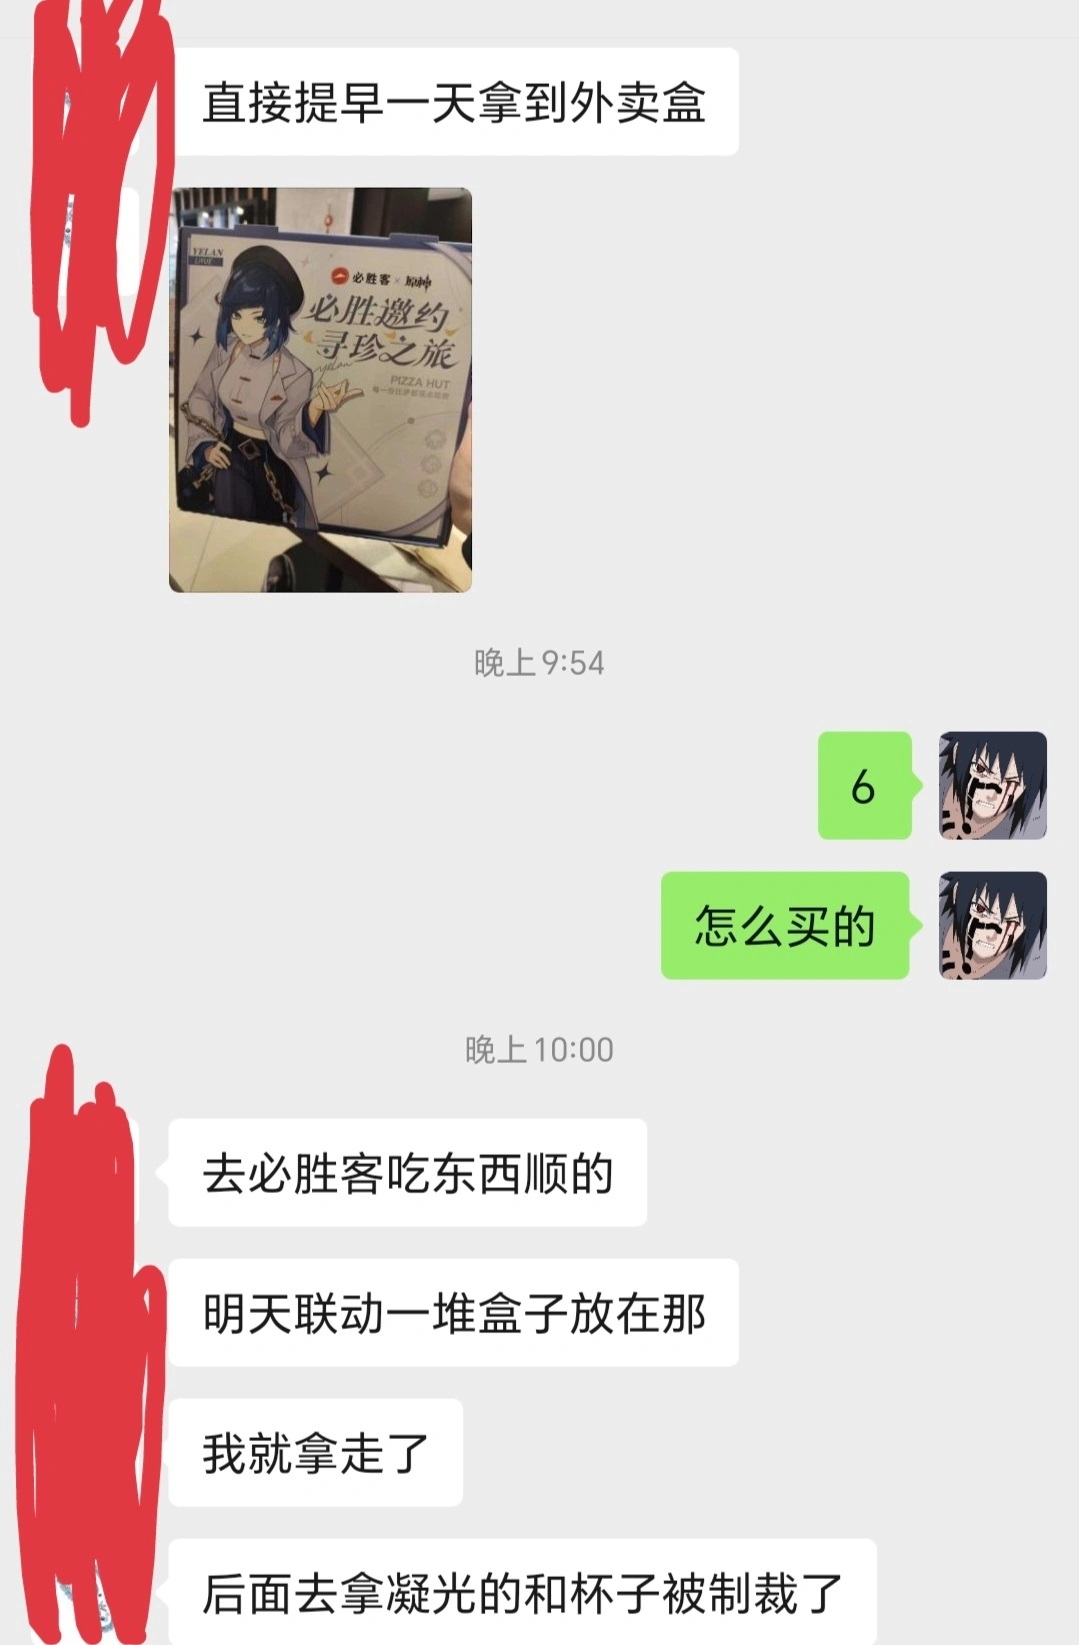 直接提早一天拿到外卖盒
YELAN
LIYUE
必胜客×原神
必胜邀约
寻珍之旅
Yelan
PIZZA HUT
晚上9:54
6
怎么买的
晚上10:00
去必胜客吃东西顺的
明天联动一堆盒子放在那
我就拿走了
后面去拿凝光的和杯子被制裁了